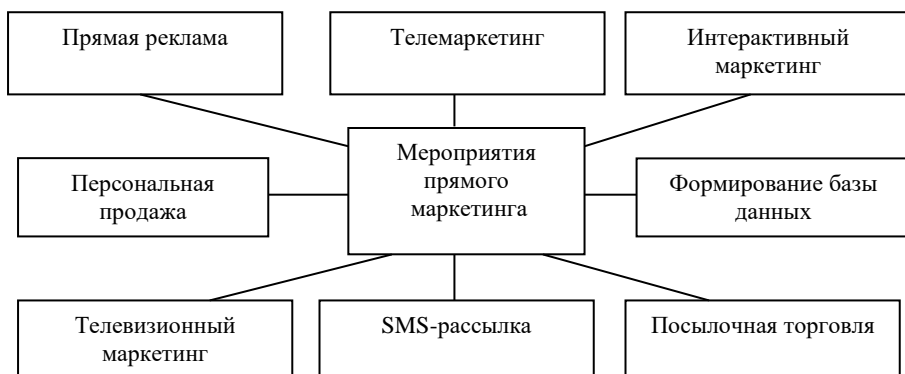 Прямая реклама
Телемаркетинг
Интерактивный
маркетинг
Мероприятия
прямого
маркетинга
Персональная
продажа
Формирование базы
данных
Телевизионный
маркетинг
SMS-рассылка
Посылочная торговля